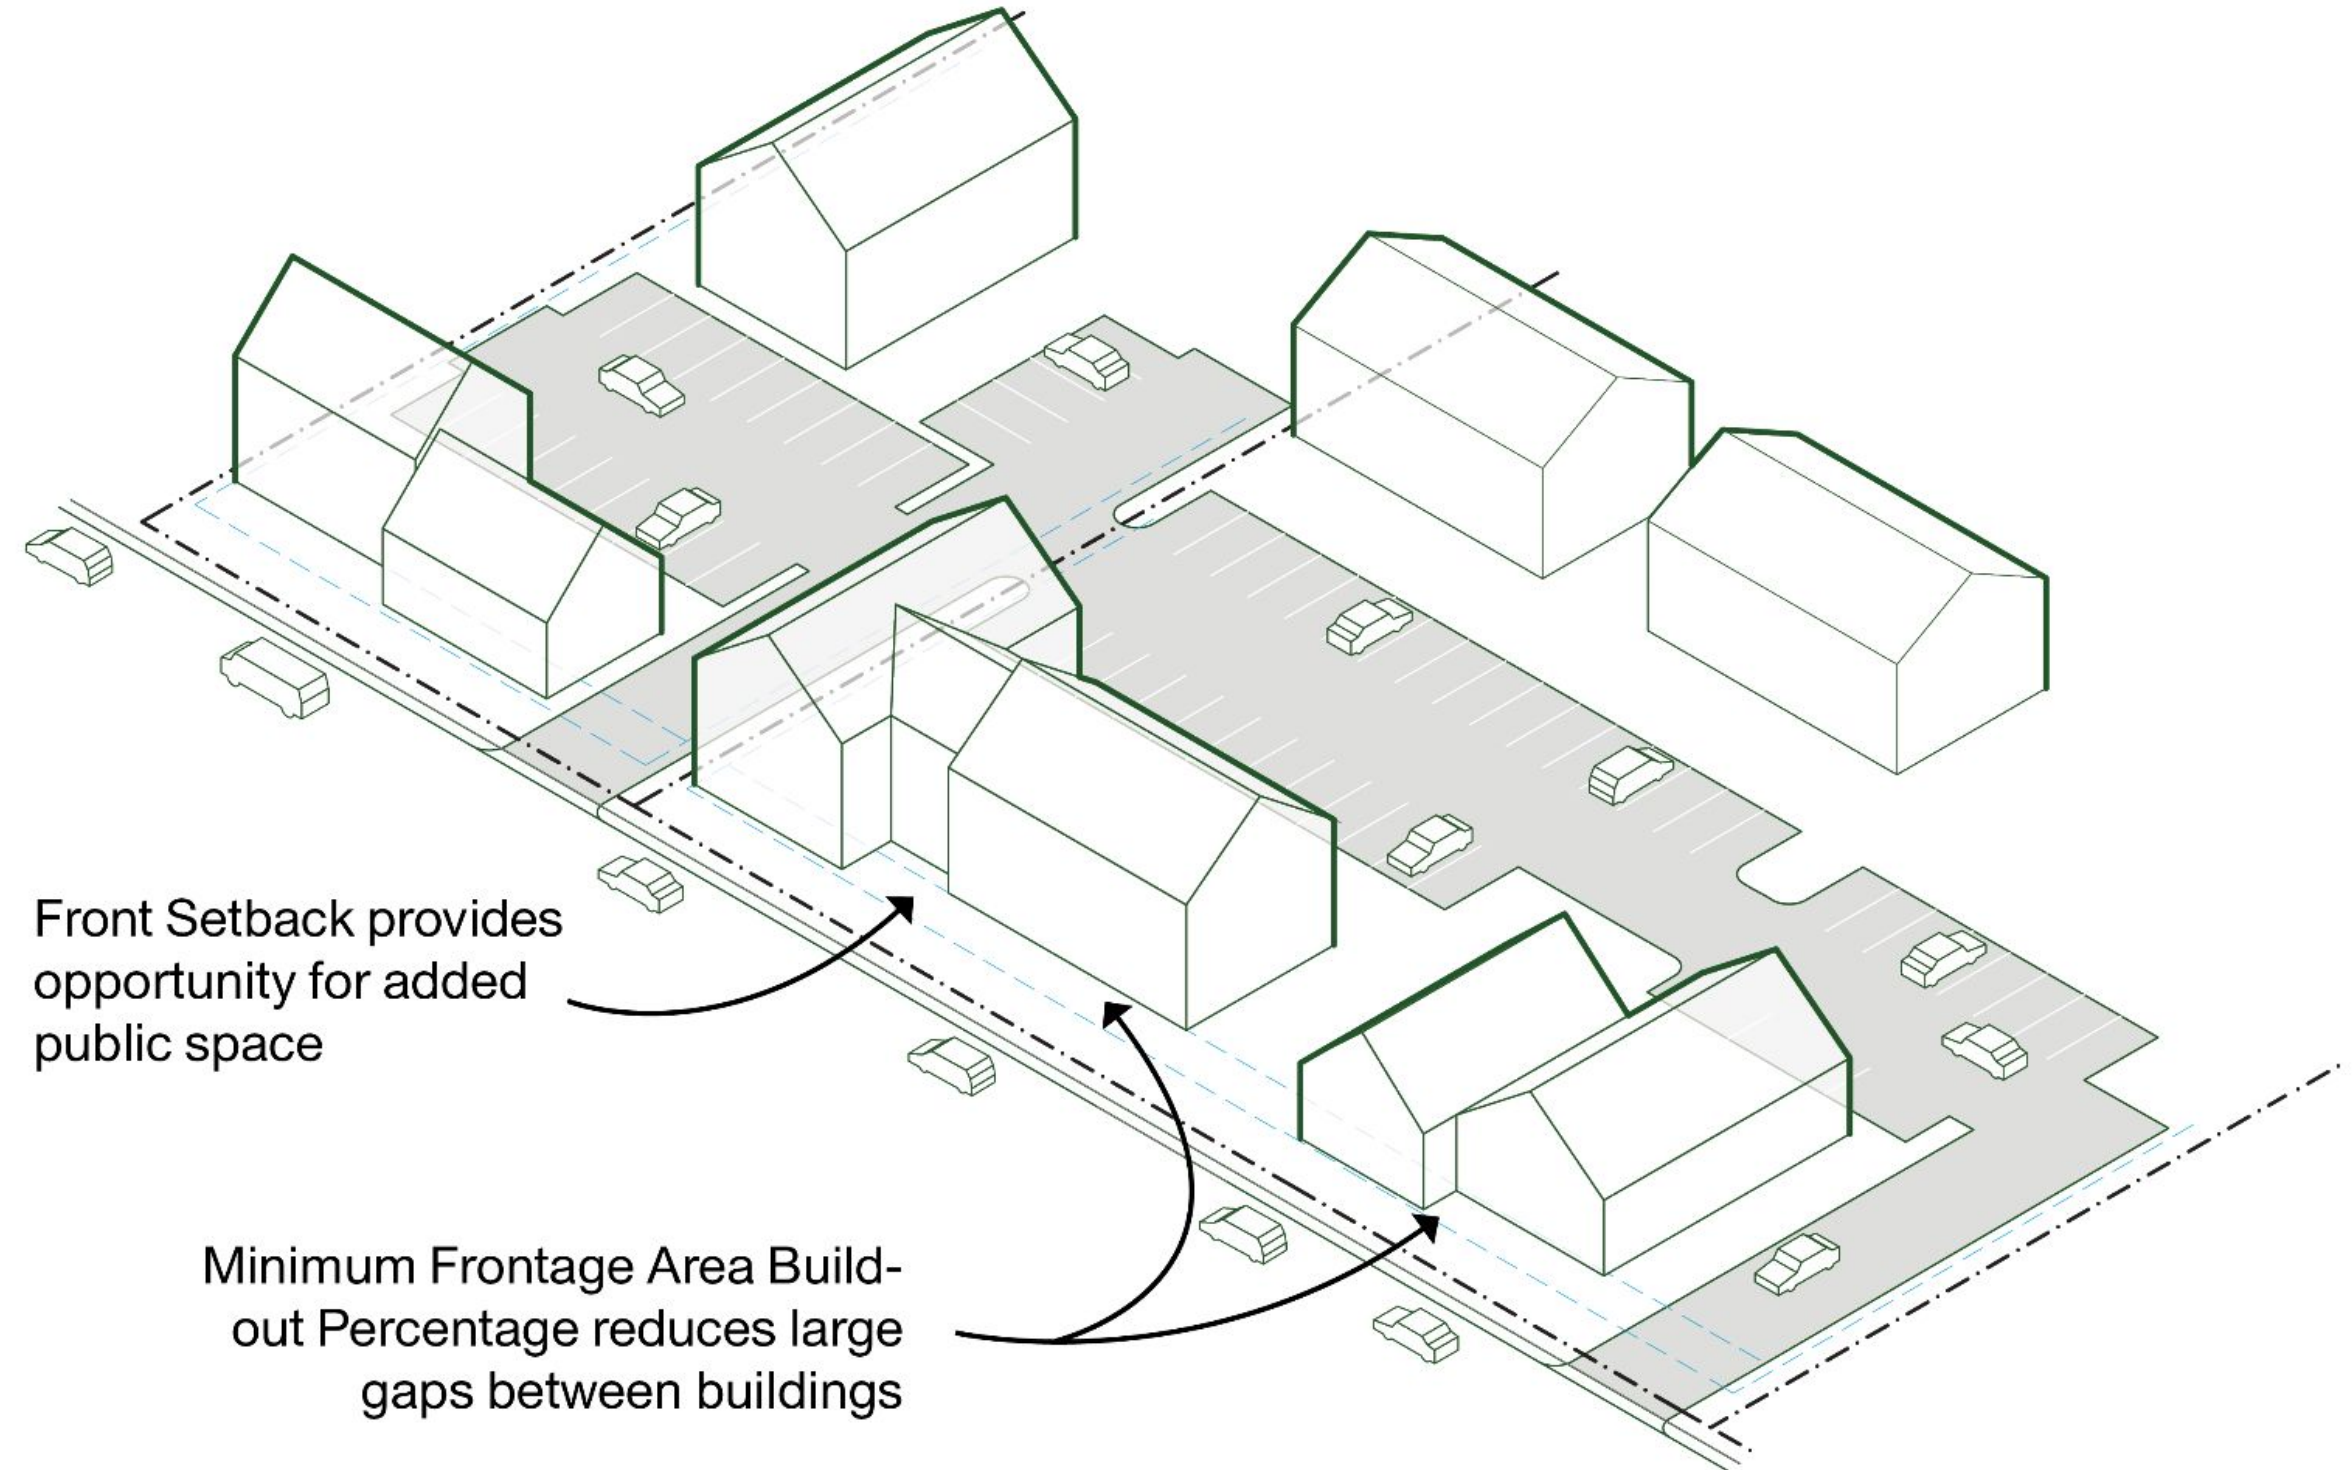 Front Setback provides
opportunity for added
public space
Minimum Frontage Area Build-
out Percentage reduces large
gaps between buildings